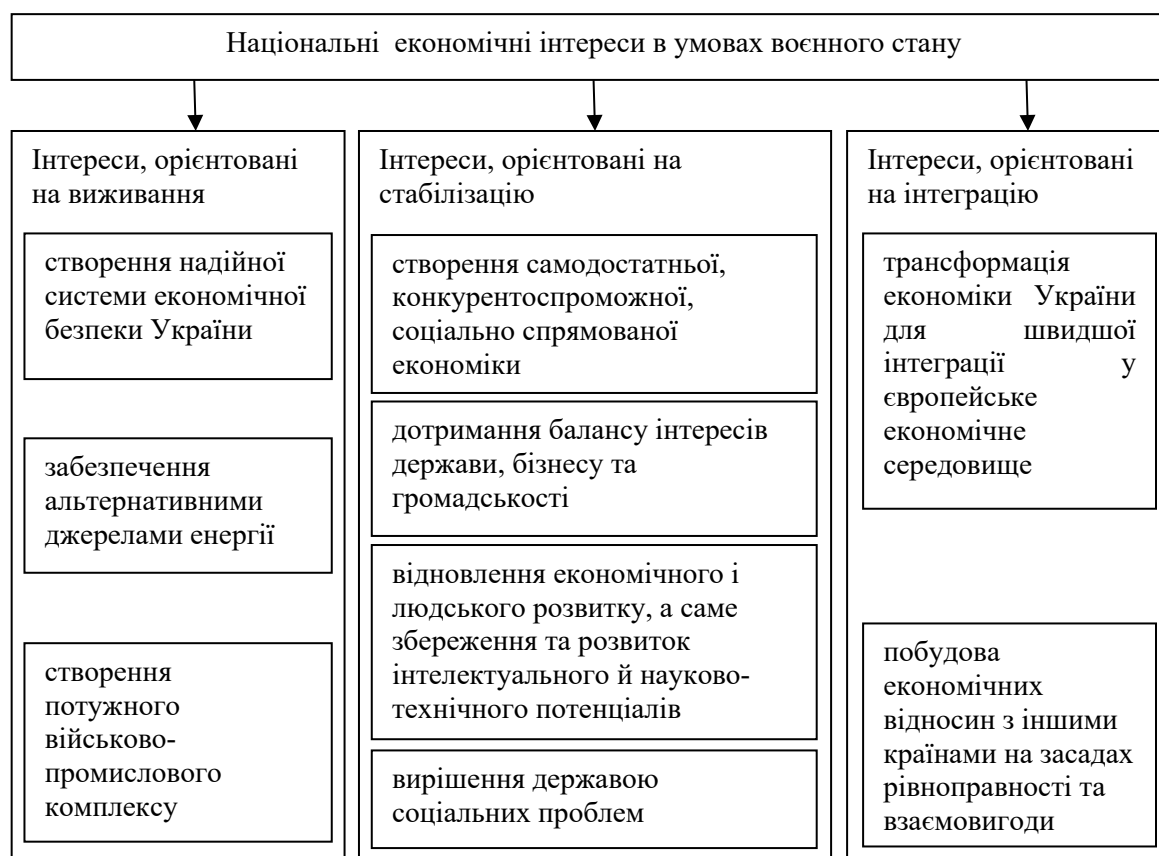 Національні економічні інтереси в умовах воєнного стану
Інтереси, орієнтовані
на виживання
створення надійної
системи економічної
безпеки України
забезпечення
альтернативними
джерелами енергії
створення
потужного
військово-
промислового
комплексу
Інтереси, орієнтовані на
стабілізацію
створення самодостатньої,
конкурентоспроможної,
соціально спрямованої
економіки
дотримання балансу інтересів
держави, бізнесу та
громадськості
відновлення економічного і
людського розвитку, а саме
збереження та розвиток
інтелектуального й науково-
технічного потенціалів
вирішення державою
соціальних проблем
Інтереси, орієнтовані
на інтеграцію
трансформація
економіки України
для швидшої
інтеграції у
європейське
економічне
середовище
побудова
економічних
відносин з іншими
країнами на засадах
рівноправності та
взаємовигоди